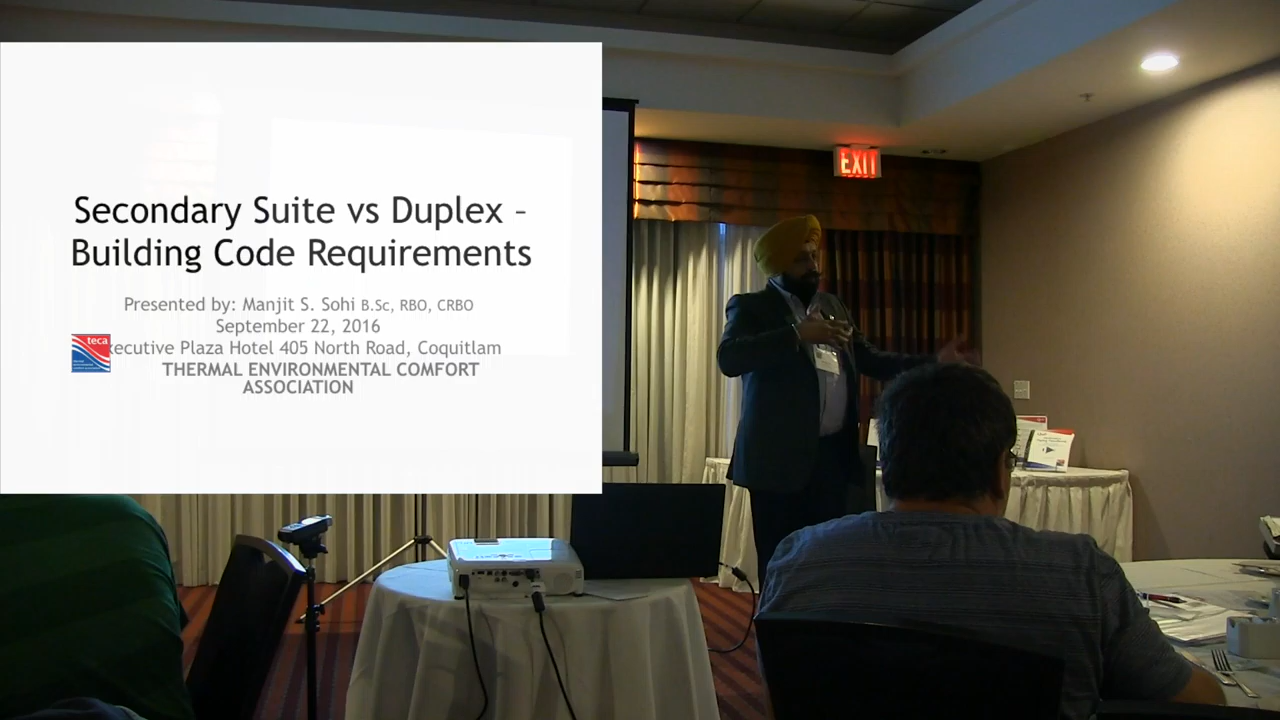 Secondary Suite vs Duplex –
Building Code Requirements
Presented by: Manjit S. Sohi B.Sc, RBO, CRBO
September 22, 2016
teca
xecutive Plaza Hotel 405 North Road, Coquitlam
THERMAL ENVIRONMENTAL COMFORT
ASSOCIATION
EXIT